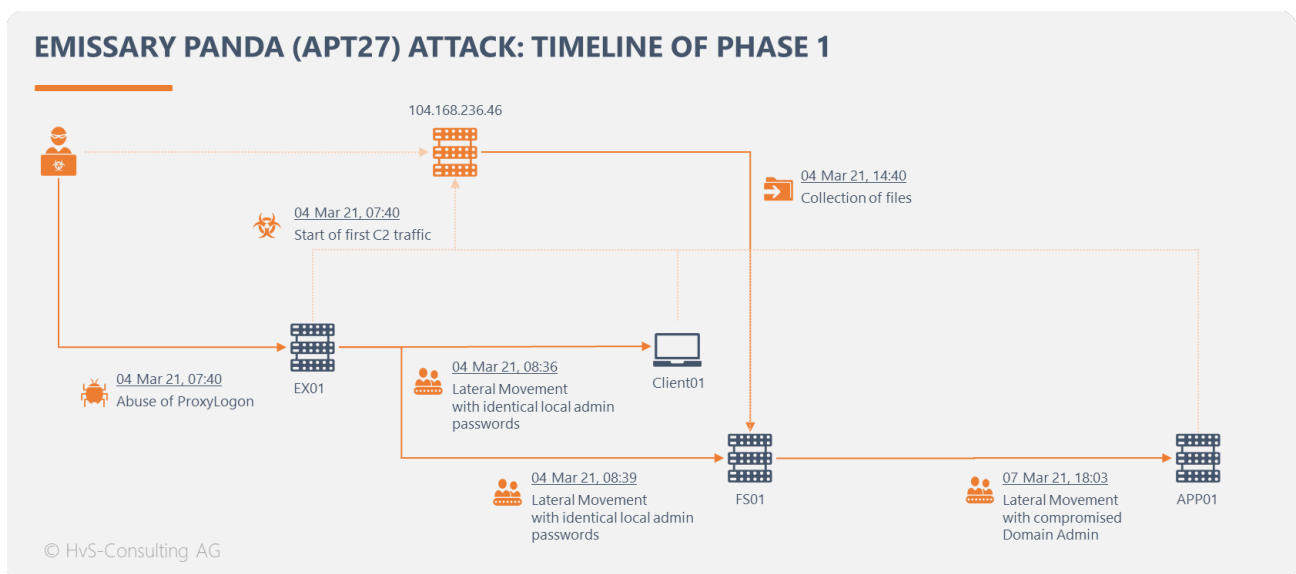 EMISSARY PANDA (APT27) ATTACK: TIMELINE OF PHASE 1
104.168.236.46
04 Mar 21, 14:40
Collection of files
04 Mar 21, 07:40
Start of first C2 traffic
04 Mar 21, 07:40
Abuse of ProxyLogon
EX01
04 Mar 21, 08:36
Lateral Movement
with identical local admin
passwords
Client01
04 Mar 21, 08:39
Lateral Movement
with identical local admin
passwords
FS01
07 Mar 21, 18:03
Lateral Movement
with compromised
Domain Admin
APP01
© HvS-Consulting AG